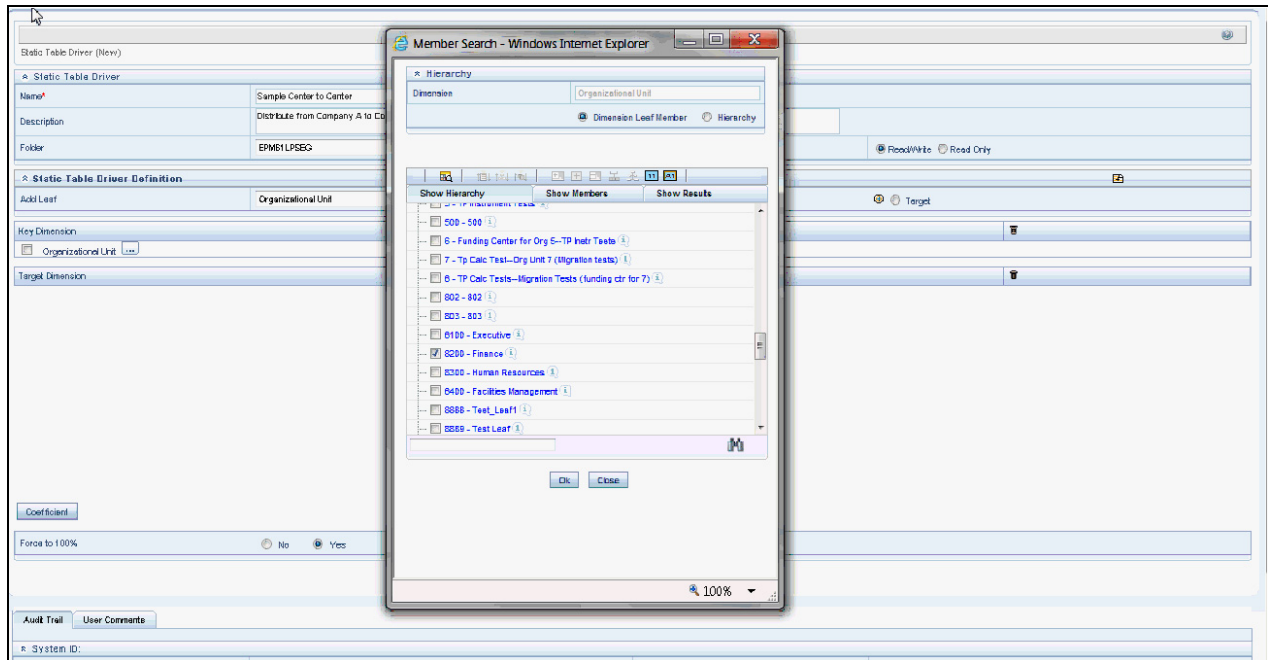 Static Table Driver (New)
Static Table Driver
Name*
Sample Center to Center
Description
Distribute from Company A to Co
Folder
EPMB1LPSEG
Read/Write
Read Only
Static Table Driver Definition
Add Leaf
Organizational Unit
Target
Key Dimension
Organizational Unit
...
Target Dimension
Coefficient
Force to 100%
No
Yes
Audit Trail
User Comments
System ID:
Member Search - Windows Internet Explorer
Hierarchy
Dimension
Organizational Unit
Dimension Leaf Member
Hierarchy
Show Hierarchy
Show Members
Show Results
500 - 500
6 - Funding Center for Org 5--TP Instr Tests
7 - Tp Calc Test--Org Unit 7 (Migration tests)
8 - TP Calc Tests--Migration Tests (funding ctr for 7)
802 - 802
803 - 803
8100 - Executive
8200 - Finance
8300 - Human Resources
8400 - Facilities Management
8888 - Test_Leaf1
8889 - Test Leaf
Ok
Close
100%